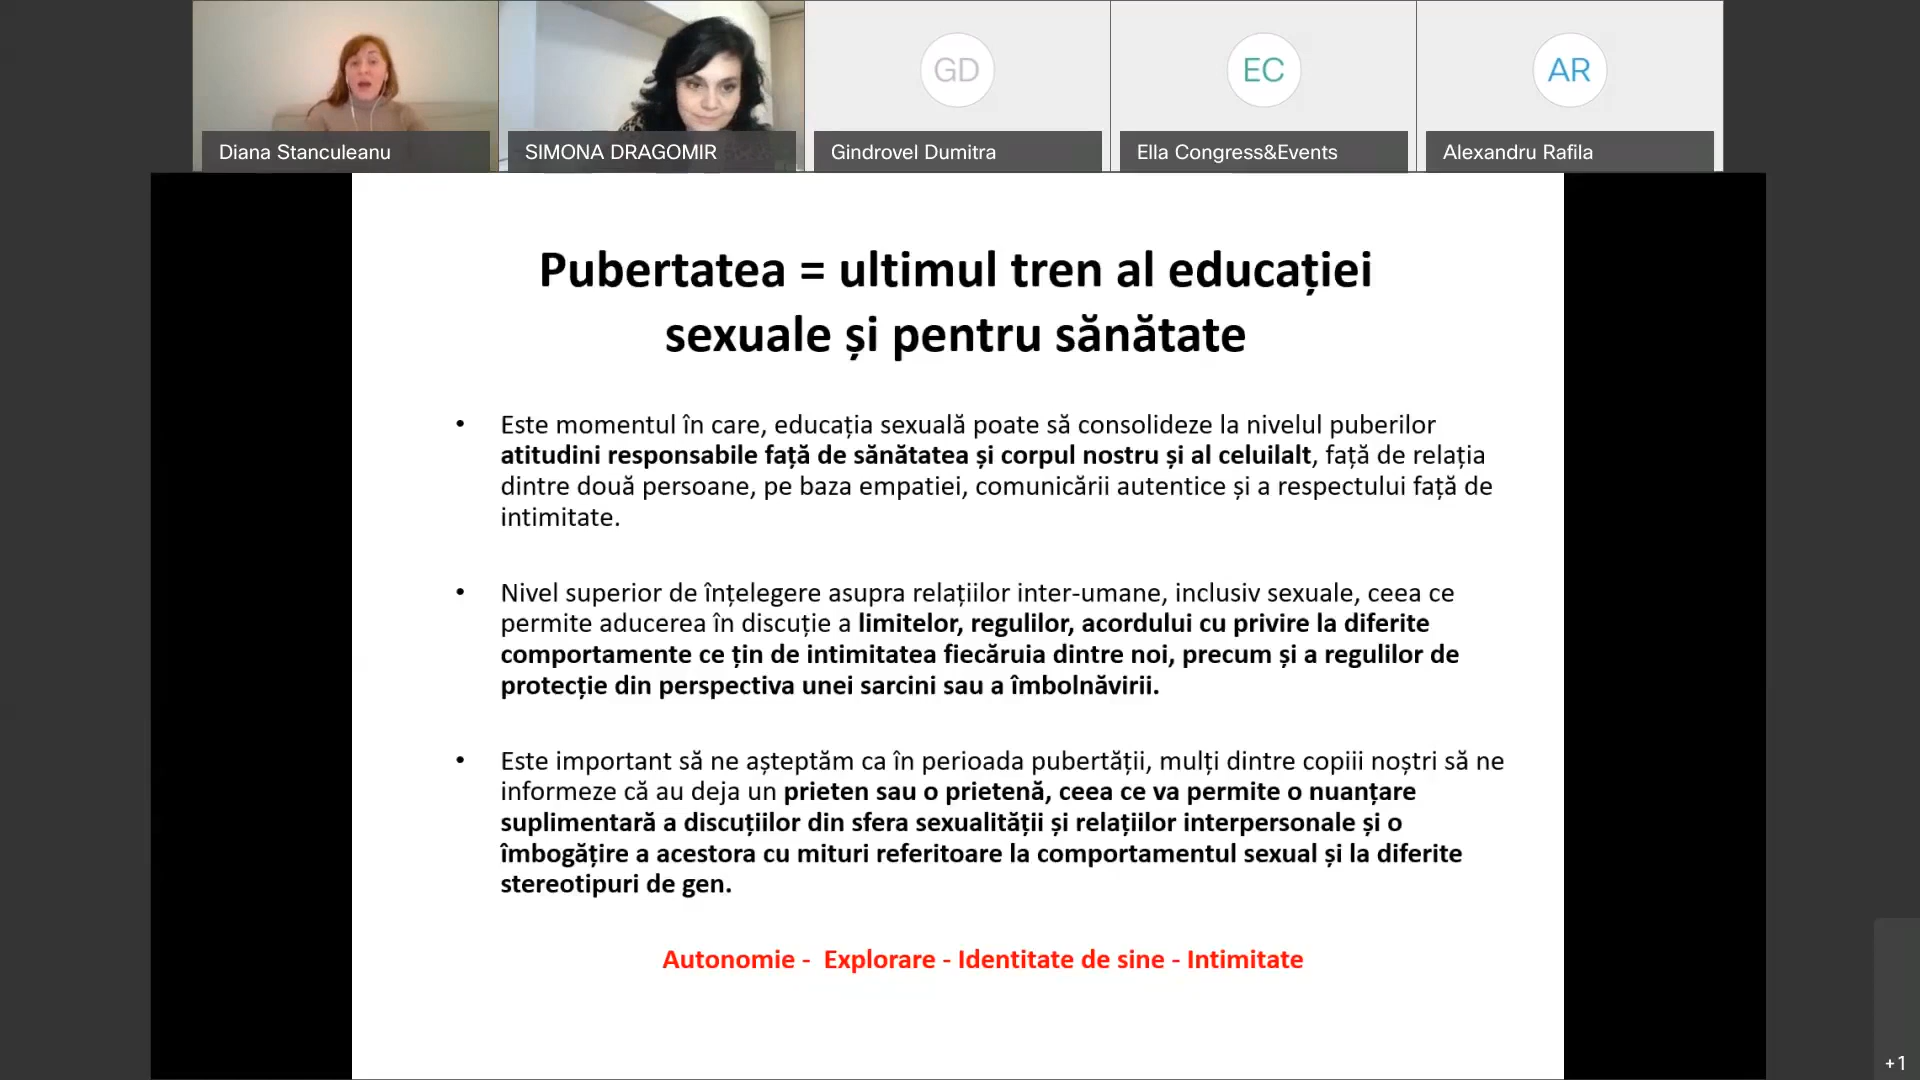 GD
EC
AR
Diana Stanculeanu
SIMONA DRAGOMIR
Gindrovel Dumitra
Ella Congress&Events
Alexandru Rafila
Pubertatea = ultimul tren al educației
sexuale și pentru sănătate
• Este momentul în care, educația sexuală poate să consolideze la nivelul puberilor
atitudini responsabile față de sănătatea și corpul nostru și al celuilalt, față de relația
dintre două persoane, pe baza empatiei, comunicării autentice și a respectului față de
intimitate.
• Nivel superior de înțelegere asupra relațiilor inter-umane, inclusiv sexuale, ceea ce
permite aducerea în discuție a limitelor, regulilor, acordului cu privire la diferite
comportamente ce țin de intimitatea fiecăruia dintre noi, precum și a regulilor de
protecție din perspectiva unei sarcini sau a îmbolnăvirii.
• Este important să ne așteptăm ca în perioada pubertății, mulți dintre copiii noștri să ne
informeze că au deja un prieten sau o prietenă, ceea ce va permite o nuanțare
suplimentară a discuțiilor din sfera sexualității și relațiilor interpersonale și o
îmbogățire a acestora cu mituri referitoare la comportamentul sexual și la diferite
stereotipuri de gen.
Autonomie - Explorare - Identitate de sine - Intimitate
+1